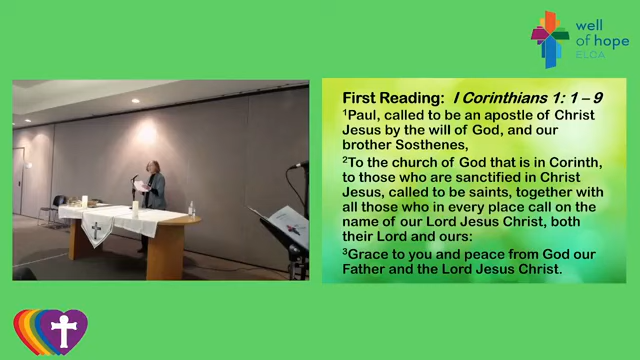 well
of hope
ELCA
First Reading: I Corinthians 1: 1 – 9
¹Paul, called to be an apostle of Christ
Jesus by the will of God, and our
brother Sosthenes,
²To the church of God that is in Corinth,
to those who are sanctified in Christ
Jesus, called to be saints, together with
all those who in every place call on the
name of our Lord Jesus Christ, both
their Lord and ours:
³Grace to you and peace from God our
Father and the Lord Jesus Christ.